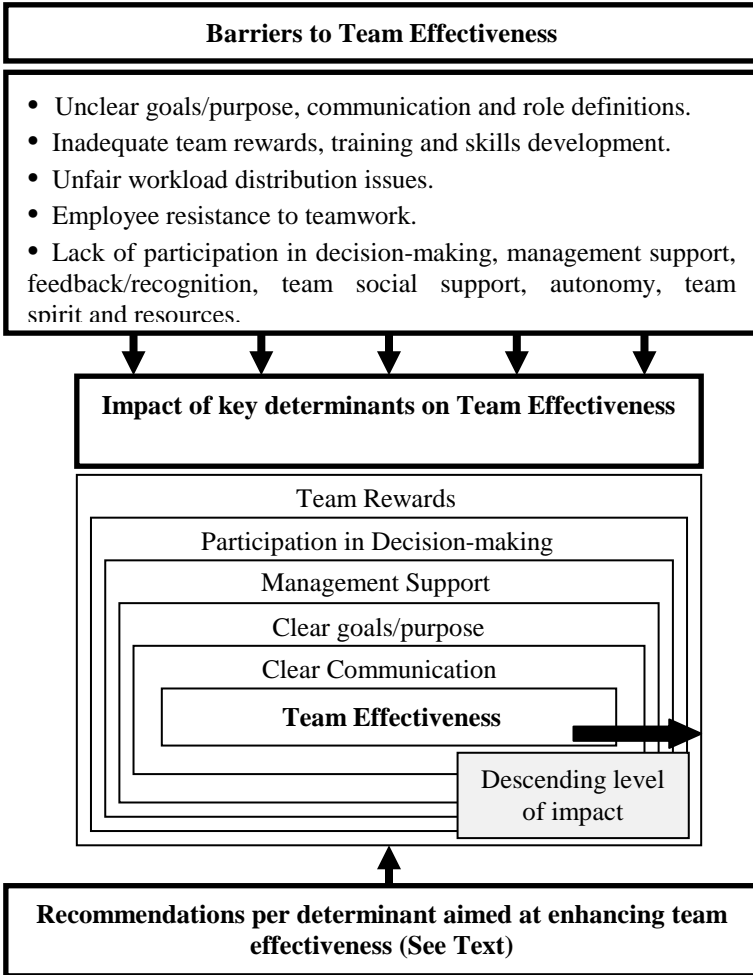 Barriers to Team Effectiveness
• Unclear goals/purpose, communication and role definitions.
• Inadequate team rewards, training and skills development.
• Unfair workload distribution issues.
• Employee resistance to teamwork.
• Lack of participation in decision-making, management support,
feedback/recognition, team social support, autonomy, team
spirit and resources.
Impact of key determinants on Team Effectiveness
Team Rewards
Participation in Decision-making
Management Support
Clear goals/purpose
Clear Communication
Team Effectiveness
Descending level
of impact
Recommendations per determinant aimed at enhancing team
effectiveness (See Text)